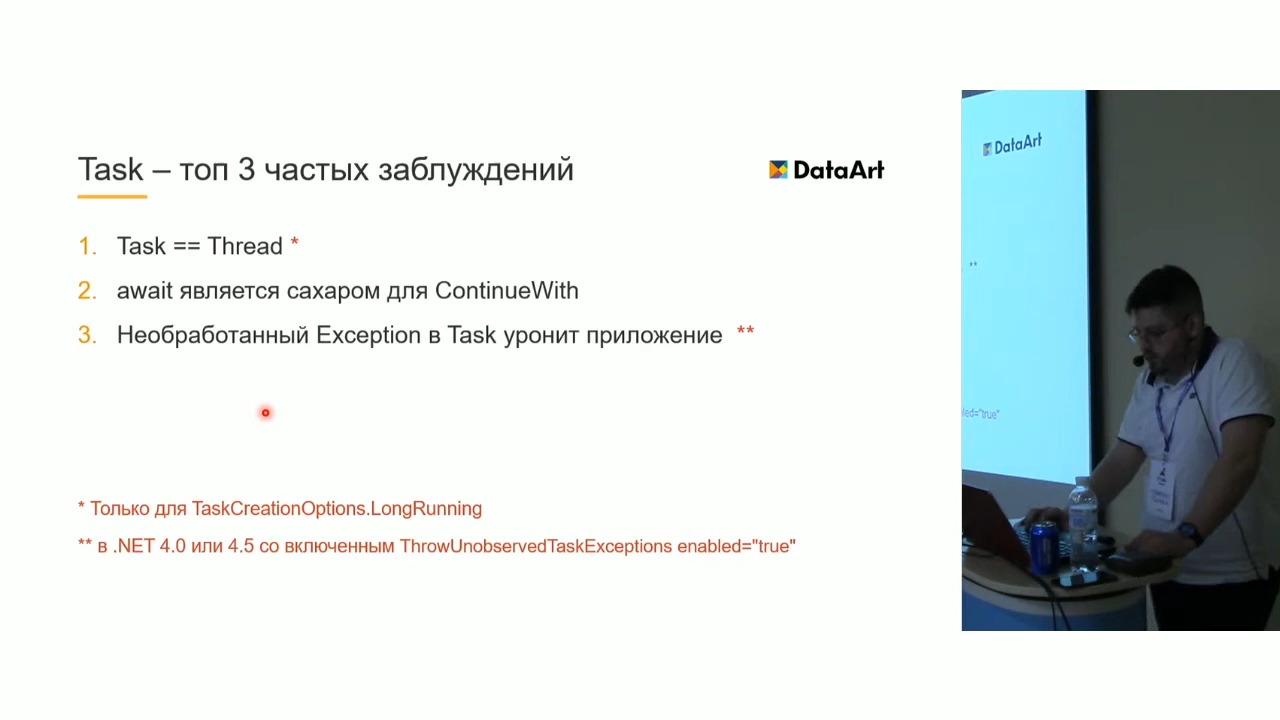 Task – топ 3 частых заблуждений
DataArt
1. Task == Thread *
2. await является сахаром для ContinueWith
3. Необработанный Exception в Task уронит приложение **
* Только для TaskCreationOptions.LongRunning
** в .NET 4.0 или 4.5 со включенным ThrowUnobservedTaskExceptions enabled="true"
DataArt
**
="true"